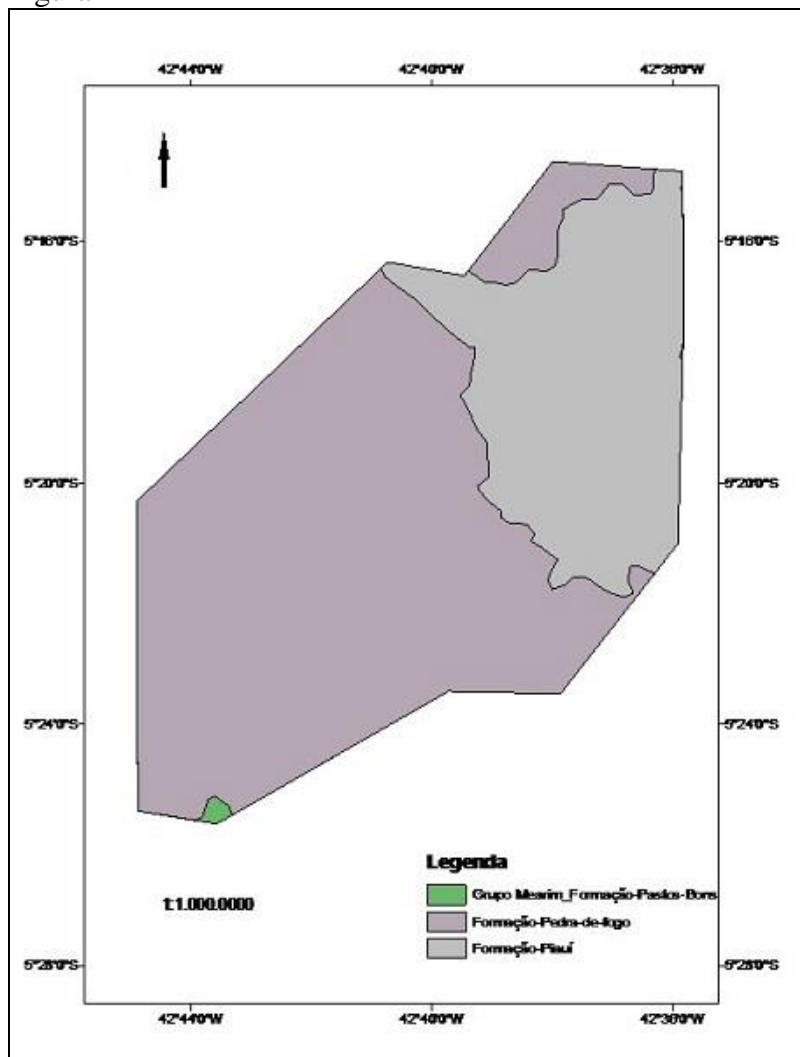 42°44'0"W 42°40'0"W 42°36'0"W
5°16'0"S 5°16'0"S
5°20'0"S 5°20'0"S
5°24'0"S 5°24'0"S
Legenda
Grupo Mearim_Formação-Pastos-Bons
1:1.000.0000
Formação-Pedra-de-fogo
Formação-Piauí
5°28'0"S 5°28'0"S
42°44'0"W 42°40'0"W 42°36'0"W